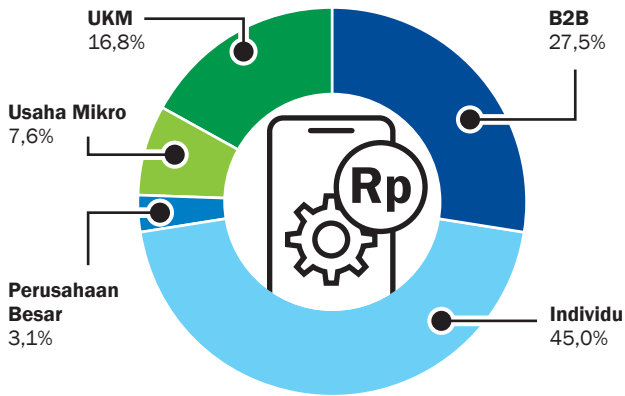 UKM
16,8%
B2B
27,5%
Usaha Mikro
7,6%
Rp
Perusahaan
Besar
3,1%
Individu
45,0%